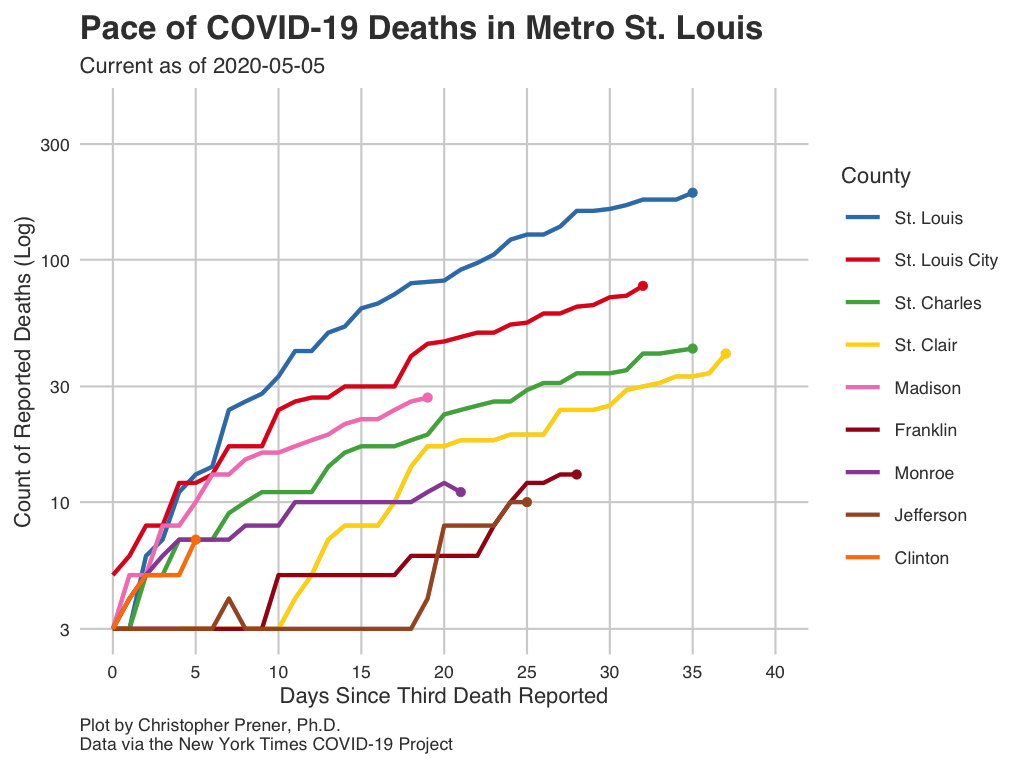 Pace of COVID-19 Deaths in Metro St. Louis
Current as of 2020-05-05
300
100
30
10
3
Count of Reported Deaths (Log)
0 5 10 15 20 25 30 35 40
Days Since Third Death Reported
County
St. Louis
St. Louis City
St. Charles
St. Clair
Madison
Franklin
Monroe
Jefferson
Clinton
Plot by Christopher Prener, Ph.D.
Data via the New York Times COVID-19 Project